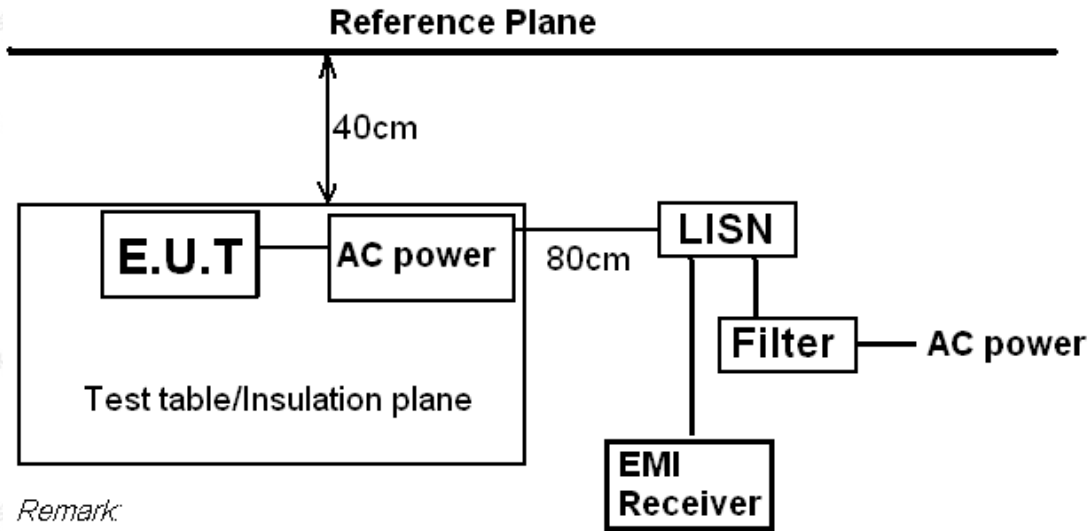 Reference Plane
40cm
E.U.T
AC power
80cm
LISN
Filter
AC power
Test table/Insulation plane
EMI
Receiver
Remark: